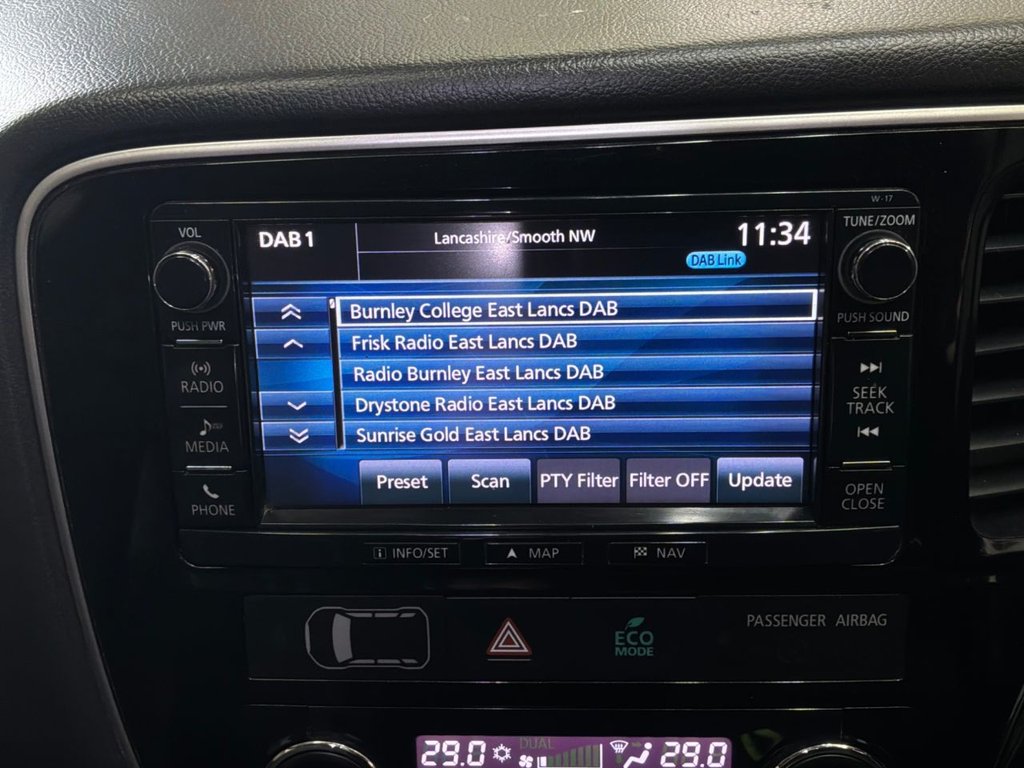 W-17
VOL
TUNE/ZOOM
DAB1
Lancashire/Smooth NW
11:34
DAB Link
PUSH PWR
PUSH SOUND
Burnley College East Lancs DAB
Frisk Radio East Lancs DAB
Radio Burnley East Lancs DAB
Drystone Radio East Lancs DAB
Sunrise Gold East Lancs DAB
RADIO
MEDIA
PHONE
SEEK
TRACK
OPEN
CLOSE
Preset
Scan
PTY Filter
Filter OFF
Update
INFO/SET
MAP
NAV
ECO
MODE
PASSENGER AIRBAG
29.0
DUAL
29.0